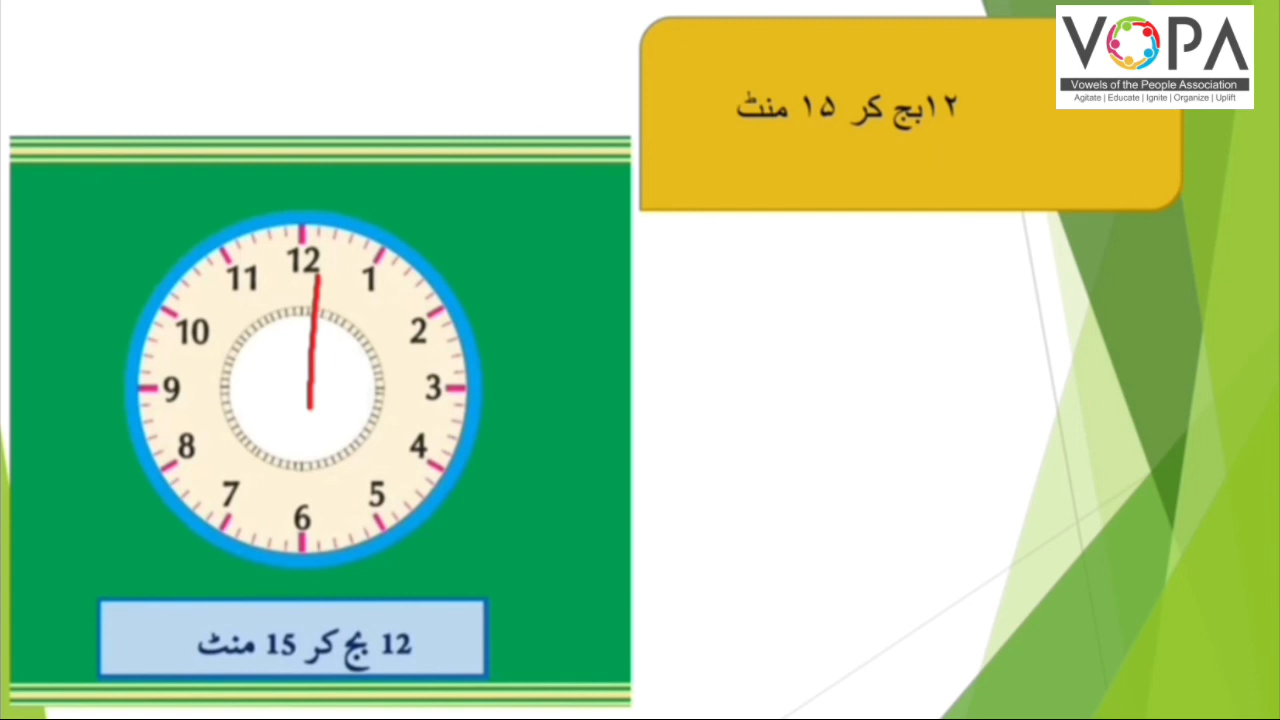 ۱۲بج کر ۱۵ منٹ
VOPA
Vowels of the People Association
Agitate | Educate | Ignite | Organize | Uplift
12
1
2
3
4
5
6
7
8
9
10
11
12 بج کر 15 منٹ